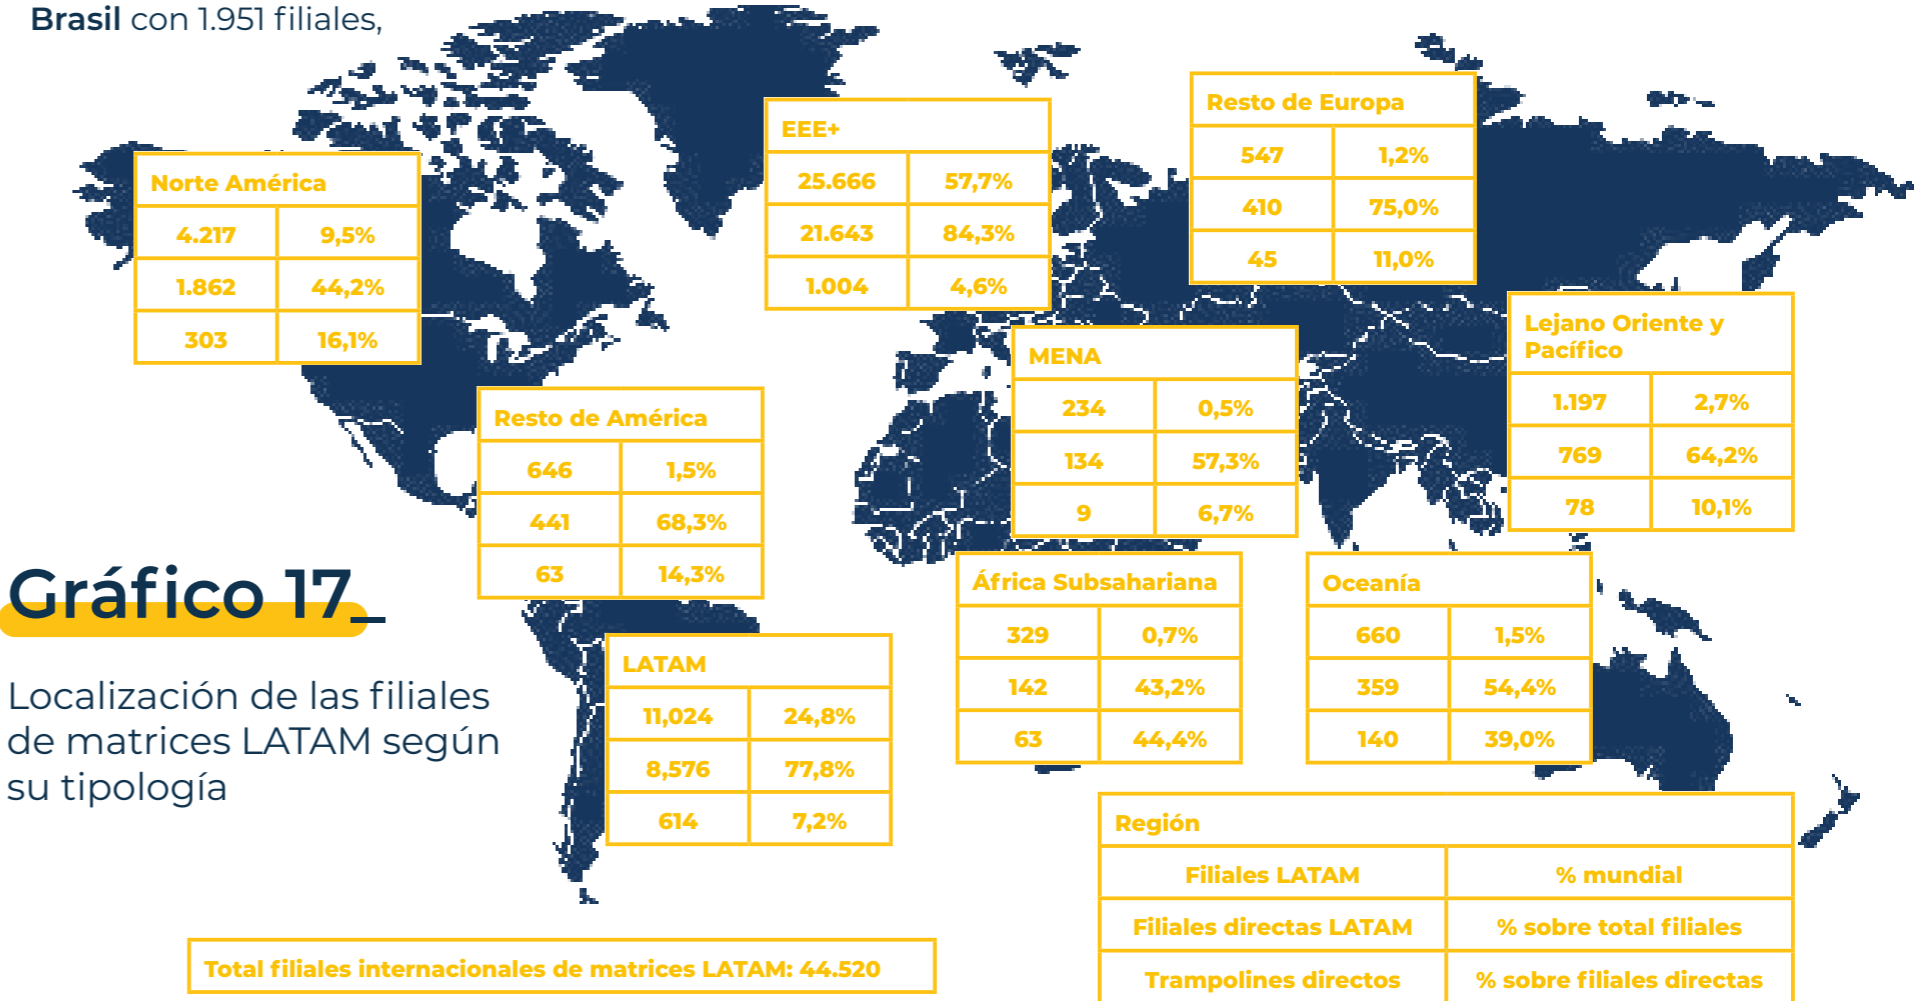 Brasil con 1.951 filiales,
Norte América
4.217 9,5%
1.862 44,2%
303 16,1%
EEE+
25.666 57,7%
21.643 84,3%
1.004 4,6%
Resto de Europa
547 1,2%
410 75,0%
45 11,0%
Lejano Oriente y
Pacífico
1.197 2,7%
769 64,2%
78 10,1%
MENA
234 0,5%
134 57,3%
9 6,7%
Resto de América
646 1,5%
441 68,3%
63 14,3%
África Subsahariana
329 0,7%
142 43,2%
63 44,4%
Oceanía
660 1,5%
359 54,4%
140 39,0%
LATAM
11,024 24,8%
8,576 77,8%
614 7,2%
Gráfico 17_
Localización de las filiales
de matrices LATAM según
su tipología
Región
Filiales LATAM % mundial
Filiales directas LATAM % sobre total filiales
Trampolines directos % sobre filiales directas
Total filiales internacionales de matrices LATAM: 44.520